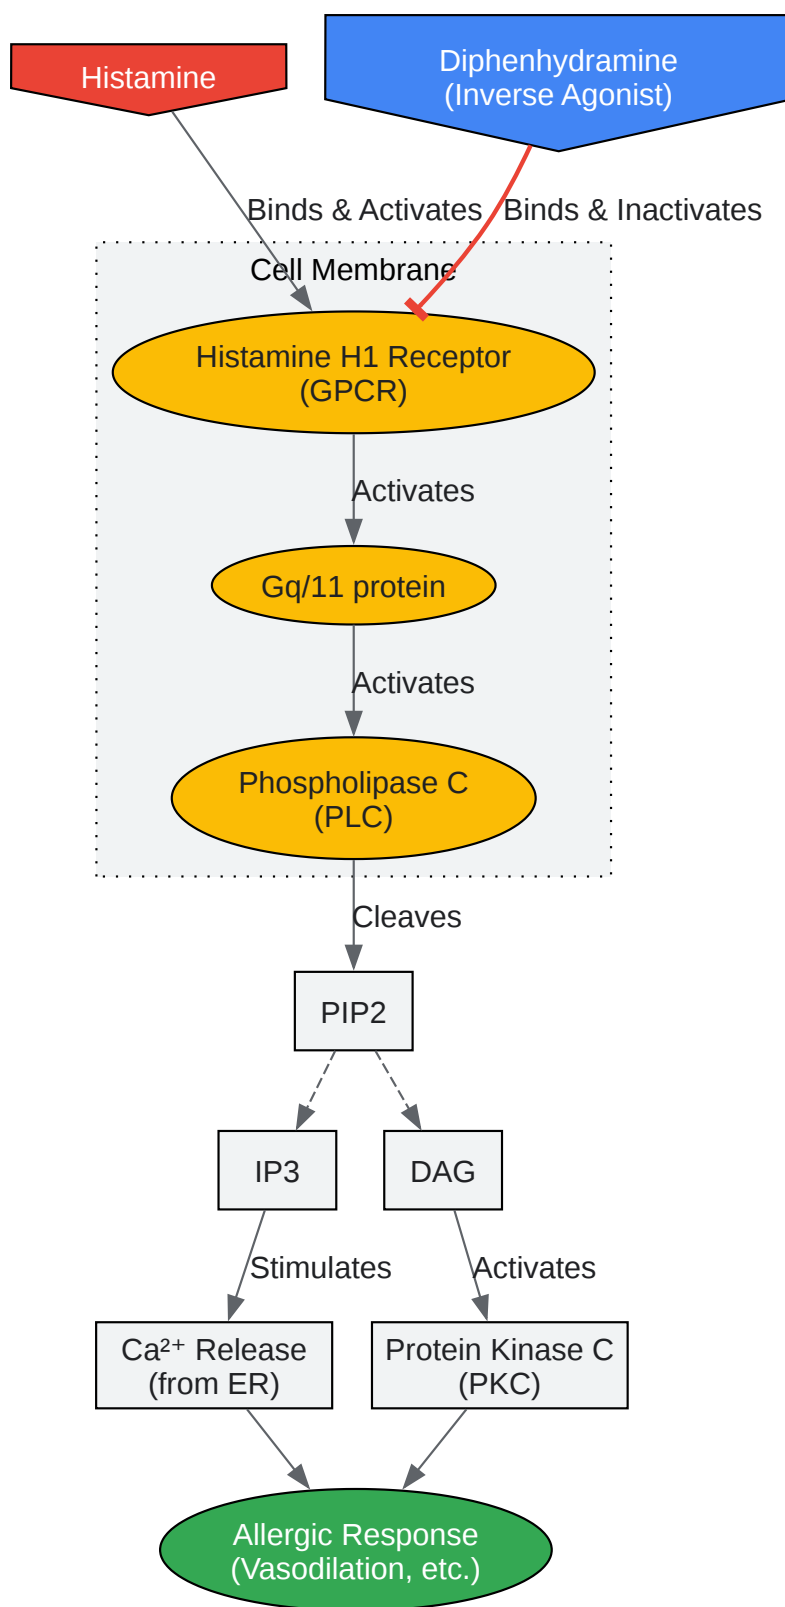 Histamine
Diphenhydramine
(Inverse Agonist)
Binds & Activates
Binds & Inactivates
Cell Membrane
Histamine H1 Receptor
(GPCR)
Activates
Gq/11 protein
Activates
Phospholipase C
(PLC)
Cleaves
PIP2
IP3
DAG
Stimulates
Activates
Ca²⁺ Release
(from ER)
Protein Kinase C
(PKC)
Allergic Response
(Vasodilation, etc.)